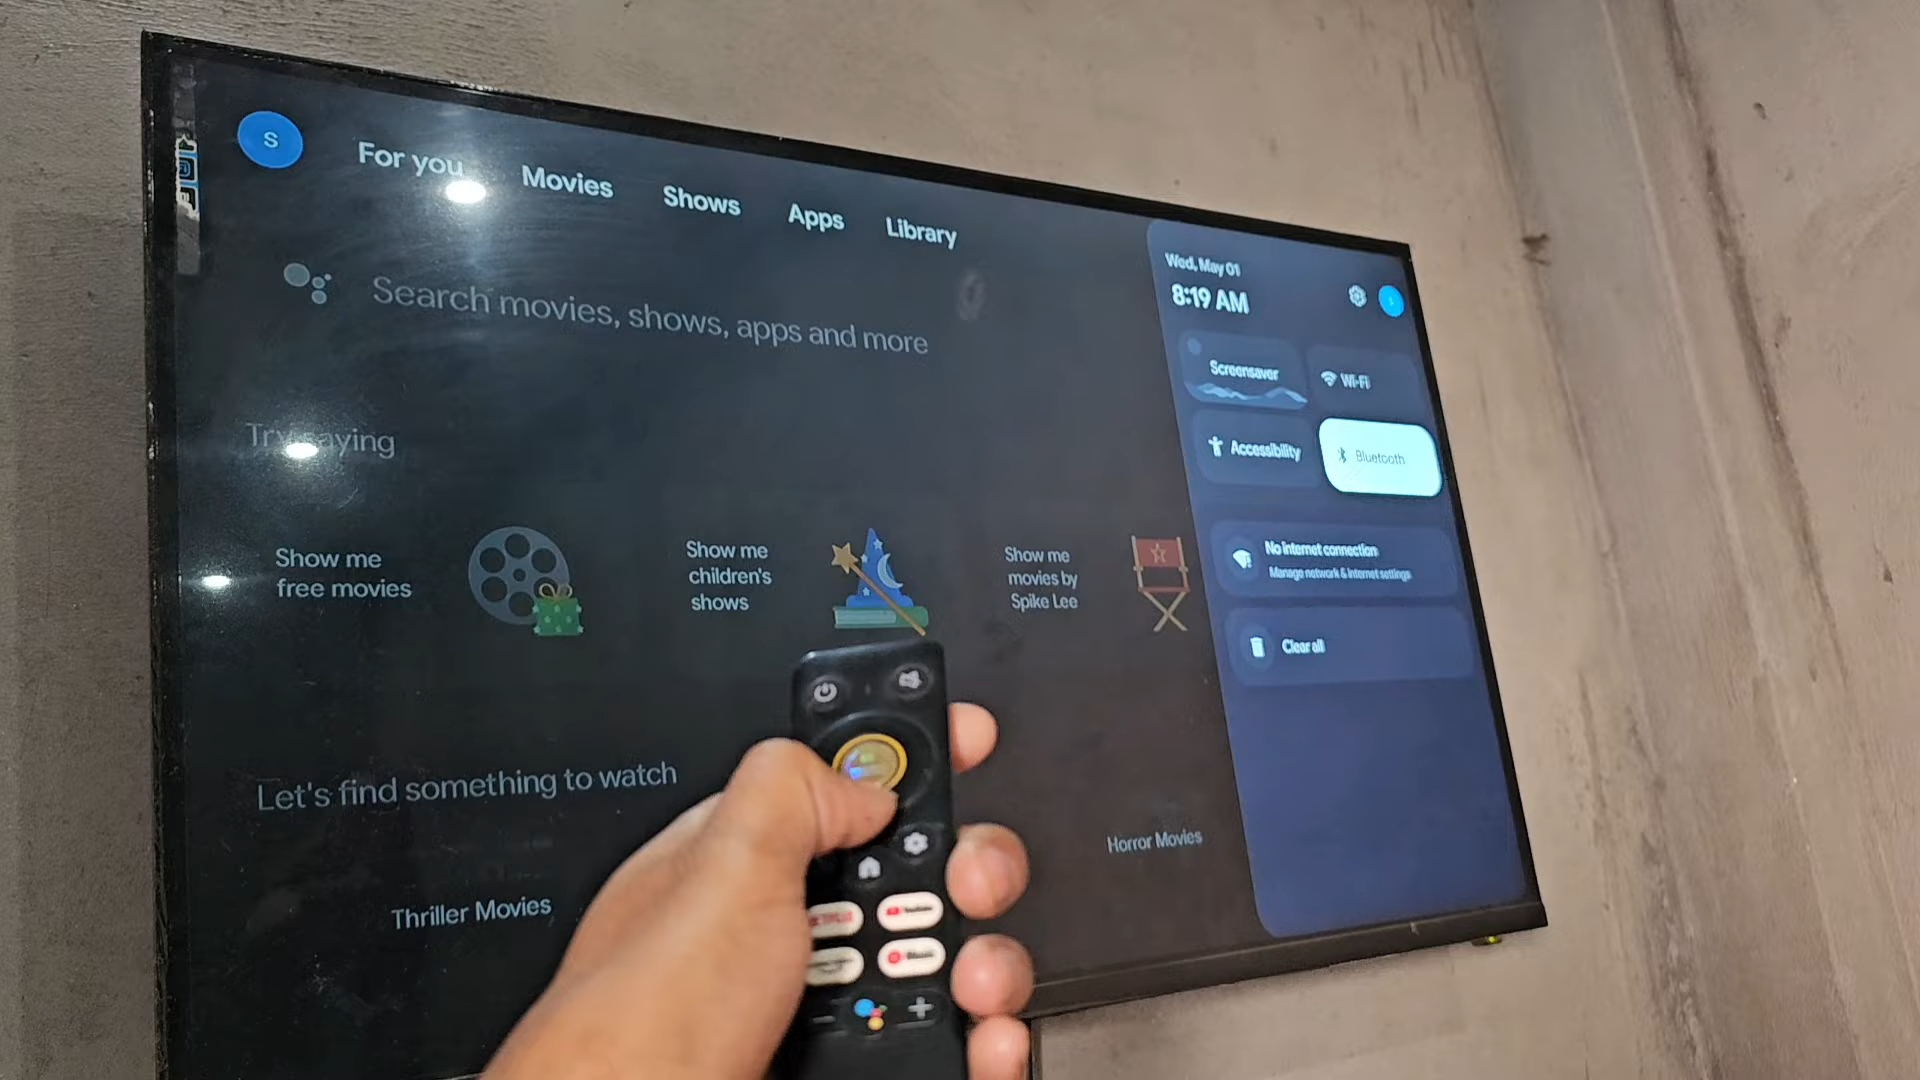 S
For you
Movies
Shows
Apps
Library
Search movies, shows, apps and more
Try saying
Show me
free movies
Show me
children's
shows
Show me
movies by
Spike Lee
Let's find something to watch
Thriller Movies
Horror Movies
Wed, May 01
8:19 AM
Screensaver
Wi-Fi
Accessibility
Bluetooth
No internet connection
Manage network & internet settings
Clear all
NETFLIX
YouTube
Music